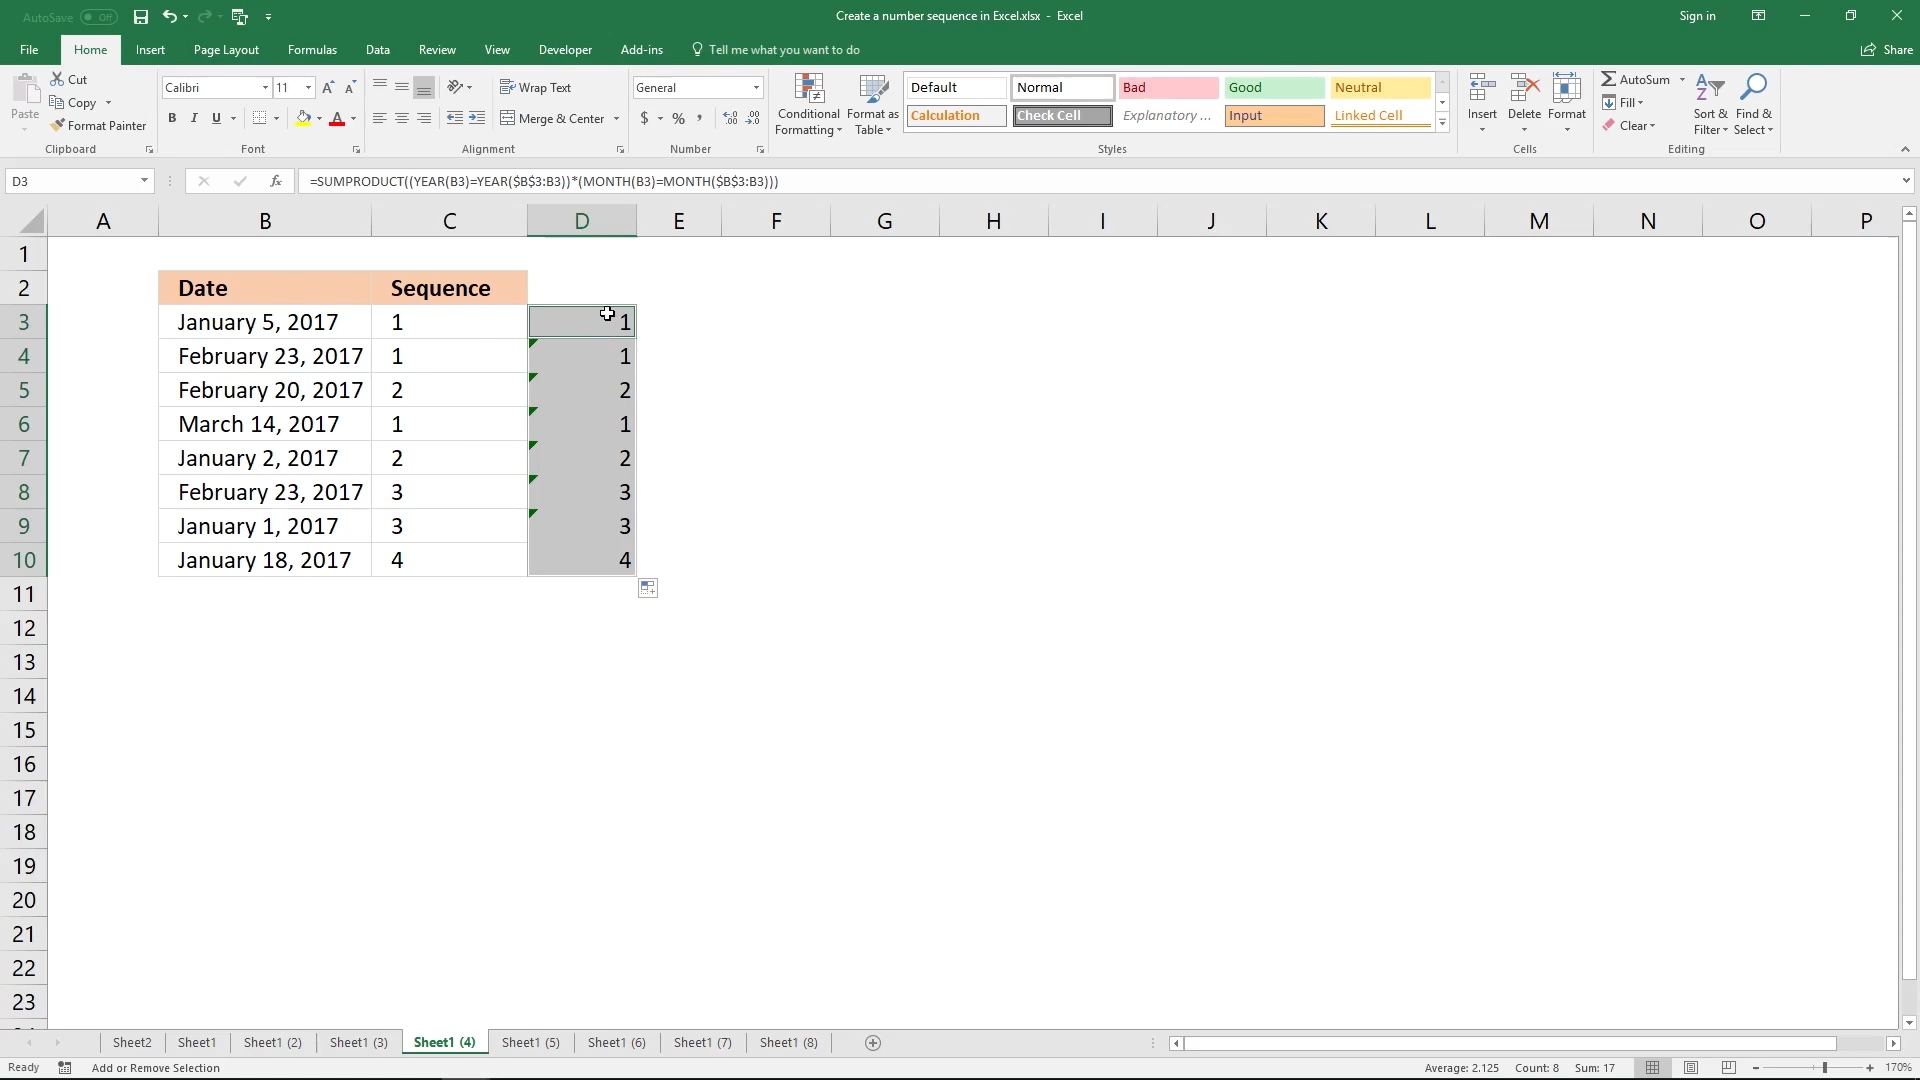 AutoSave Off
Create a number sequence in Excel.xlsx - Excel
Sign in
File Home Insert Page Layout Formulas Data Review View Developer Add-ins Tell me what you want to do Share
Paste
Cut
Copy
Format Painter
Clipboard
Calibri 11
B I U
Font
Wrap Text
Merge & Center
Alignment
General
$ % ,
Number
Conditional Formatting
Format as Table
Default Normal Bad Good Neutral
Calculation Check Cell Explanatory ... Input Linked Cell
Styles
Insert Delete Format
Cells
AutoSum
Fill
Clear
Sort & Filter
Find & Select
Editing
D3
fx
=SUMPRODUCT((YEAR(B3)=YEAR($B$3:B3))*(MONTH(B3)=MONTH($B$3:B3)))
A B C D E F G H I J K L M N O P
1
2 Date Sequence
3 January 5, 2017 1 1
4 February 23, 2017 1 1
5 February 20, 2017 2 2
6 March 14, 2017 1 1
7 January 2, 2017 2 2
8 February 23, 2017 3 3
9 January 1, 2017 3 3
10 January 18, 2017 4 4
11
12
13
14
15
16
17
18
19
20
21
22
23
Sheet2 Sheet1 Sheet1 (2) Sheet1 (3) Sheet1 (4) Sheet1 (5) Sheet1 (6) Sheet1 (7) Sheet1 (8)
Ready Add or Remove Selection Average: 2.125 Count: 8 Sum: 17 170%